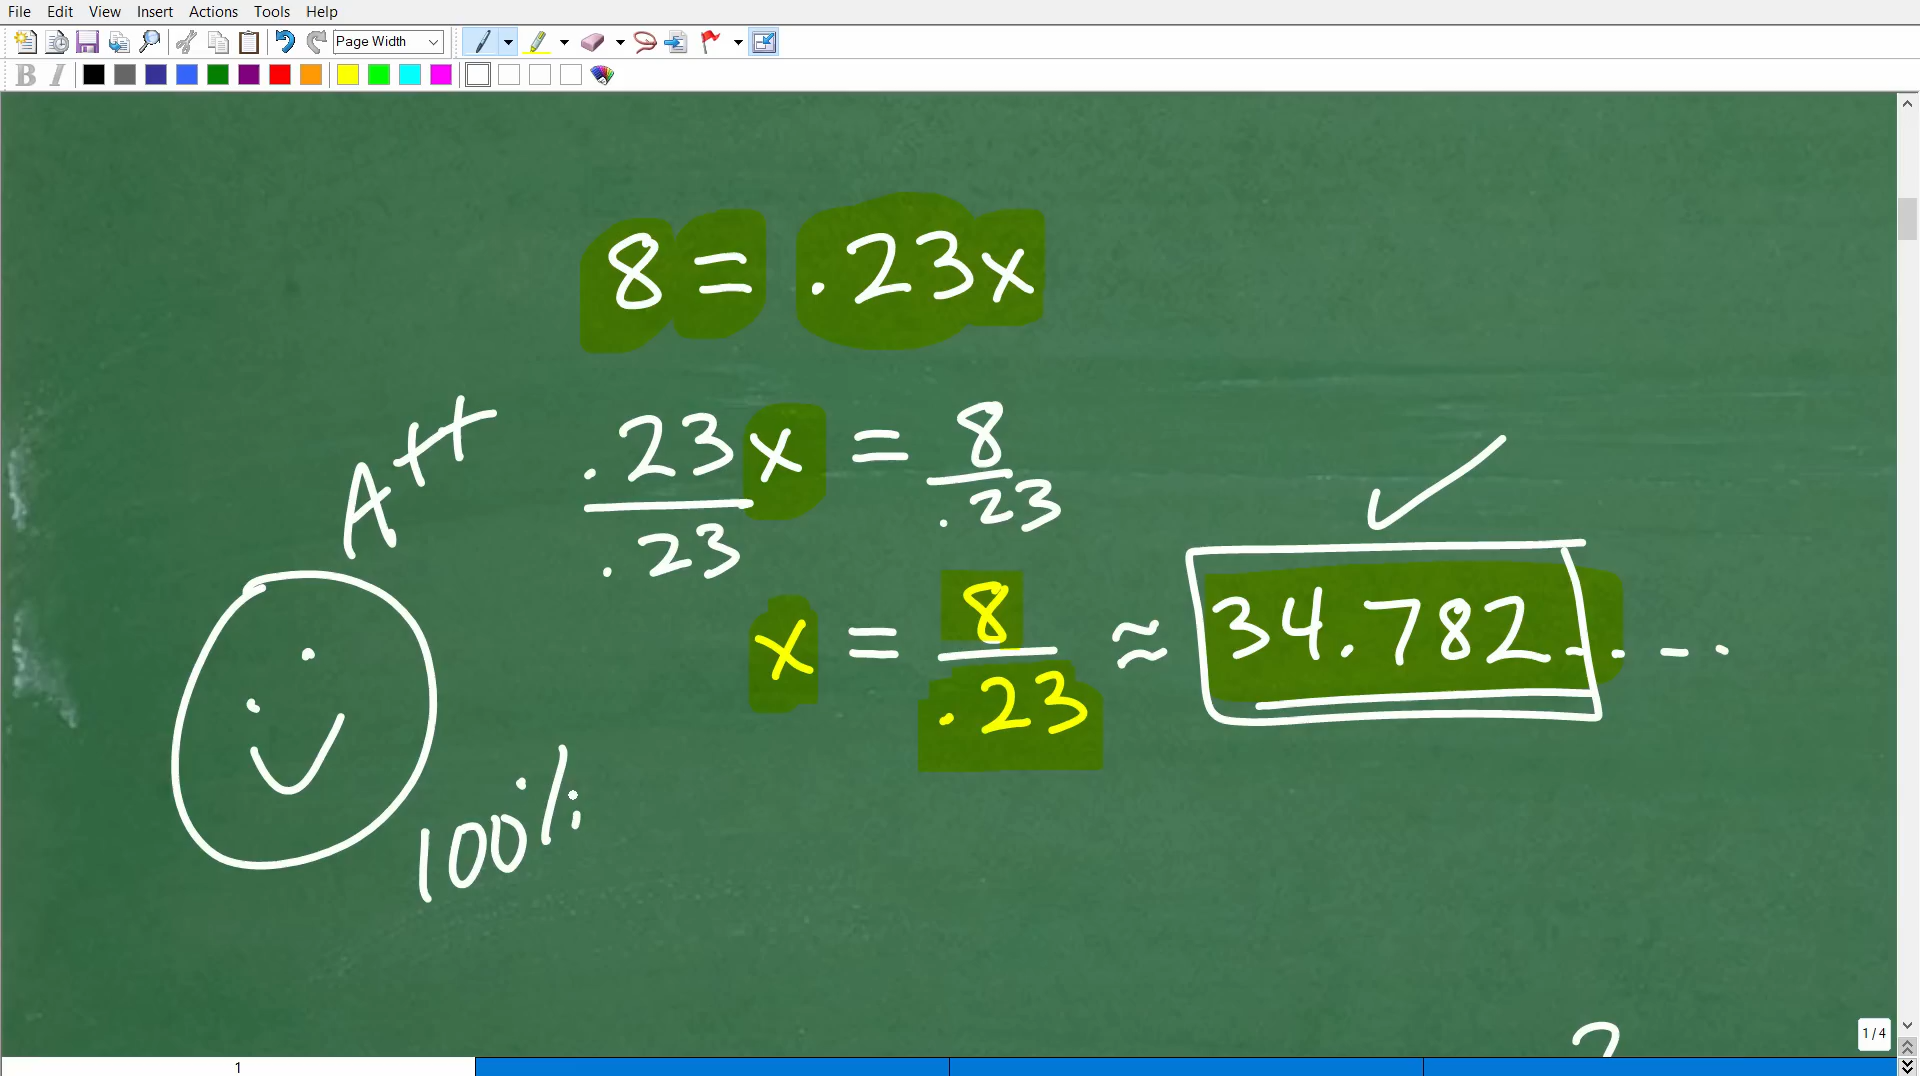 File Edit View Insert Actions Tools Help
Page Width
B I
8 = .23x
A++
.23x = 8
.23 .23
x = 8 ≈ 34.782....
.23
100%
1 / 4
1